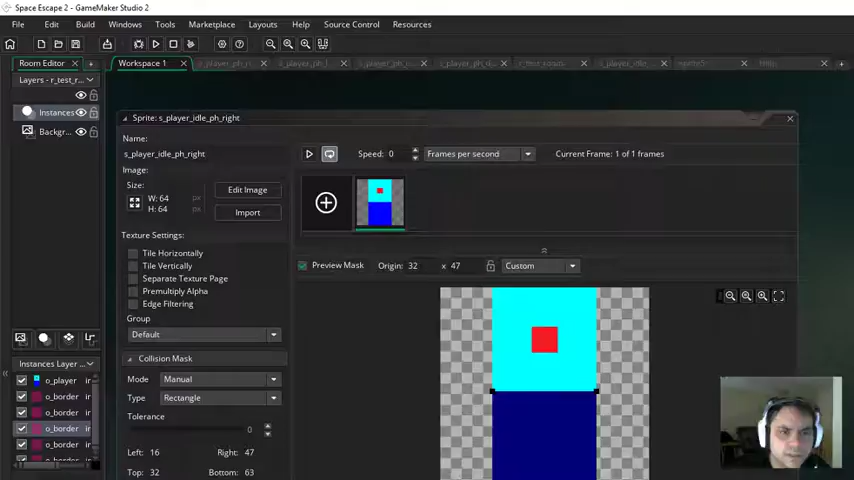 Space Escape 2 - GameMaker Studio 2
File Edit Build Windows Tools Marketplace Layouts Help Source Control Resources
Room Editor
Workspace 1
Layers - r_test_r...
Instances
Backgr...
Sprite: s_player_idle_ph_right
Name:
s_player_idle_ph_right
Speed: 0
Frames per second
Current Frame: 1 of 1 frames
Image:
Size:
W: 64 px
H: 64 px
Edit Image
Import
Texture Settings:
Tile Horizontally
Tile Vertically
Separate Texture Page
Premultiply Alpha
Edge Filtering
Group
Default
Preview Mask
Origin: 32 x 47
Custom
Collision Mask
Mode Manual
Type Rectangle
Tolerance
0
Left: 16 Right: 47
Top: 32 Bottom: 63
Instances Layer ...
o_player
o_border
o_border
o_border
o_border